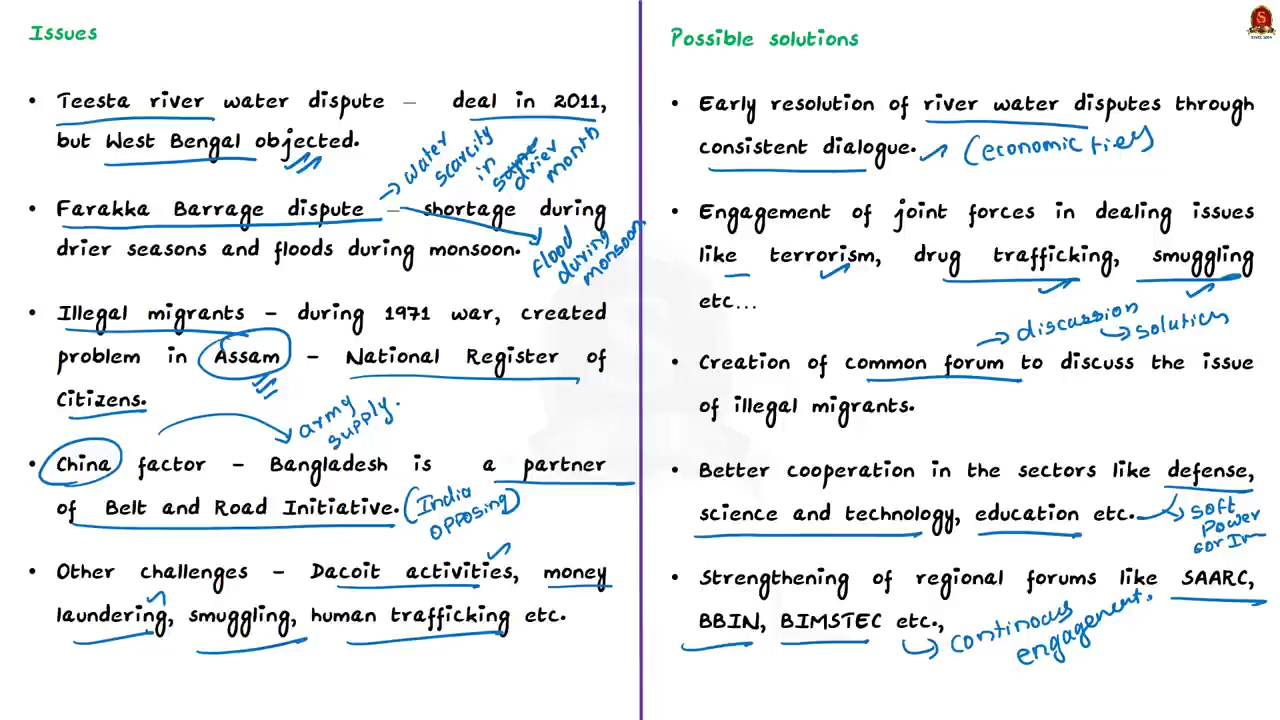 Issues
• Teesta river water dispute – deal in 2011,
but West Bengal objected.
→ water
scarcity
in
drier
month
• Farakka Barrage dispute – shortage during
drier seasons and floods during monsoon.
flood
during
monsoon
• Illegal migrants – during 1971 war, created
problem in Assam – National Register of
Citizens.
army
supply.
• China factor – Bangladesh is a partner
of Belt and Road Initiative. (India
opposing)
• Other challenges – Dacoit activities, money
laundering, smuggling, human trafficking etc.
Possible solutions
• Early resolution of river water disputes through
consistent dialogue. (economic ties)
• Engagement of joint forces in dealing issues
like terrorism, drug trafficking, smuggling
etc...
→ discussion
→ solution
• Creation of common forum to discuss the issue
of illegal migrants.
• Better cooperation in the sectors like defense,
science and technology, education etc.
→ soft
power
• Strengthening of regional forums like SAARC,
BBIN, BIMSTEC etc.,
→ continous
engagement.